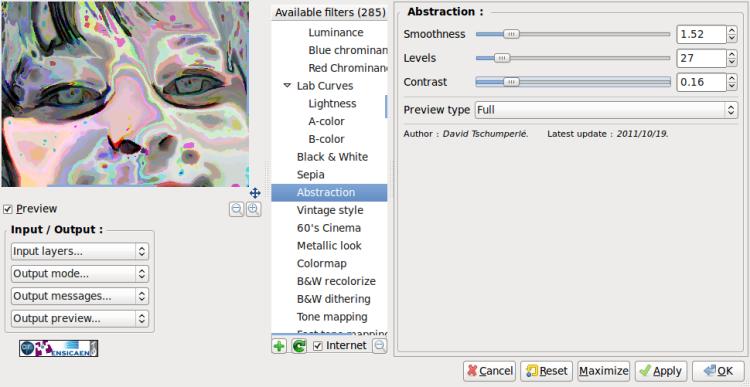 Preview
Input / Output :
Input layers...
Output mode...
Output messages...
Output preview...
ENSICAEN
Available filters (285)
Luminance
Blue chrominan
Red Chrominan
Lab Curves
Lightness
A-color
B-color
Black & White
Sepia
Abstraction
Vintage style
60's Cinema
Metallic look
Colormap
B&W recolorize
B&W dithering
Tone mapping
Internet
Abstraction :
Smoothness 1.52
Levels 27
Contrast 0.16
Preview type Full
Author : David Tschumperlé. Latest update : 2011/10/19.
Cancel Reset Maximize Apply OK